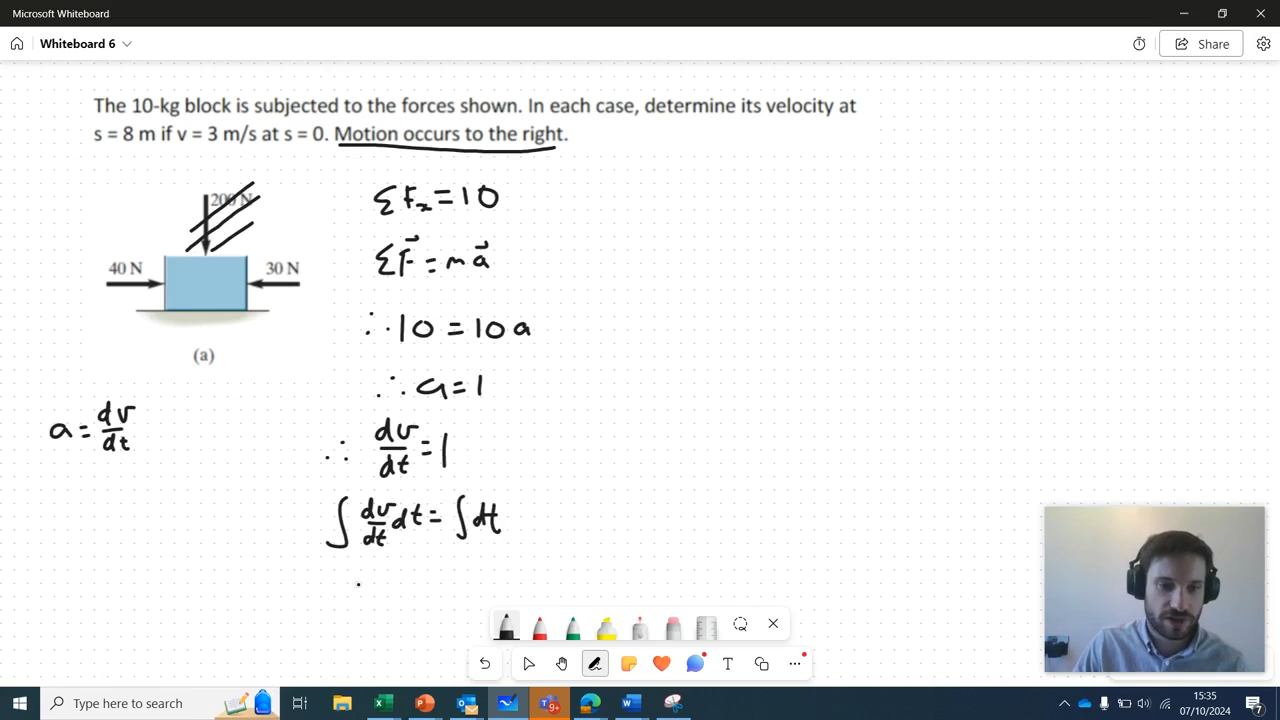 Microsoft Whiteboard
Whiteboard 6
Share
The 10-kg block is subjected to the forces shown. In each case, determine its velocity at
s = 8 m if v = 3 m/s at s = 0. Motion occurs to the right.
200 N
40 N
30 N
(a)
ΣFx = 10
ΣF⃗ = m a⃗
∴ 10 = 10 a
∴ a = 1
a = dv/dt
∴ dv/dt = 1
∫ dv/dt dt = ∫ dt
T
9+
Type here to search
15:35
07/10/2024
7